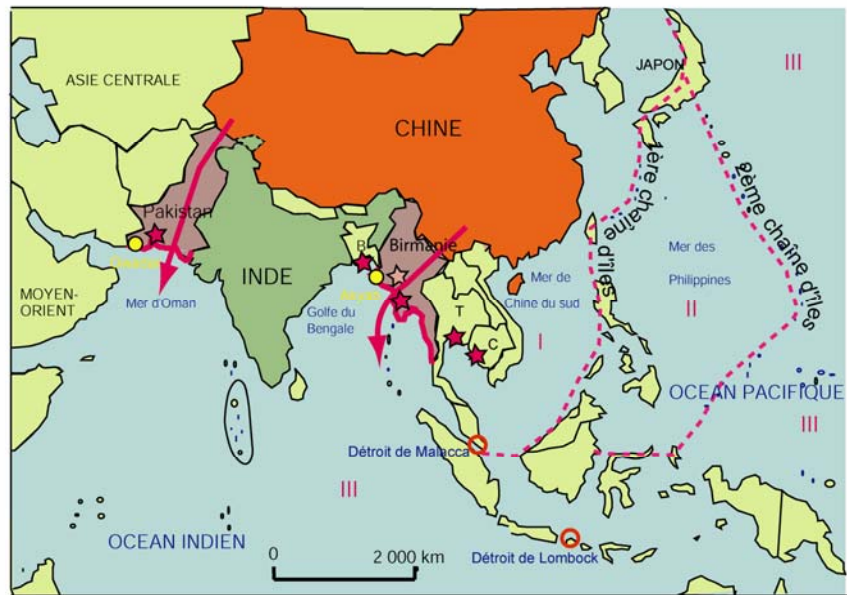 ASIE CENTRALE
JAPON
III
CHINE
1ère chaîne d'îles
2ème chaîne d'îles
Pakistan
B
Birmanie
Mer des
Philippines
INDE
MOYEN-
ORIENT
Mer d'Oman
Golfe du
Bengale
Mer de
Chine du sud
T
C
I
II
OCEAN PACIFIQUE
III
Détroit de Malacca
III
OCEAN INDIEN
0
2 000 km
Détroit de Lombock